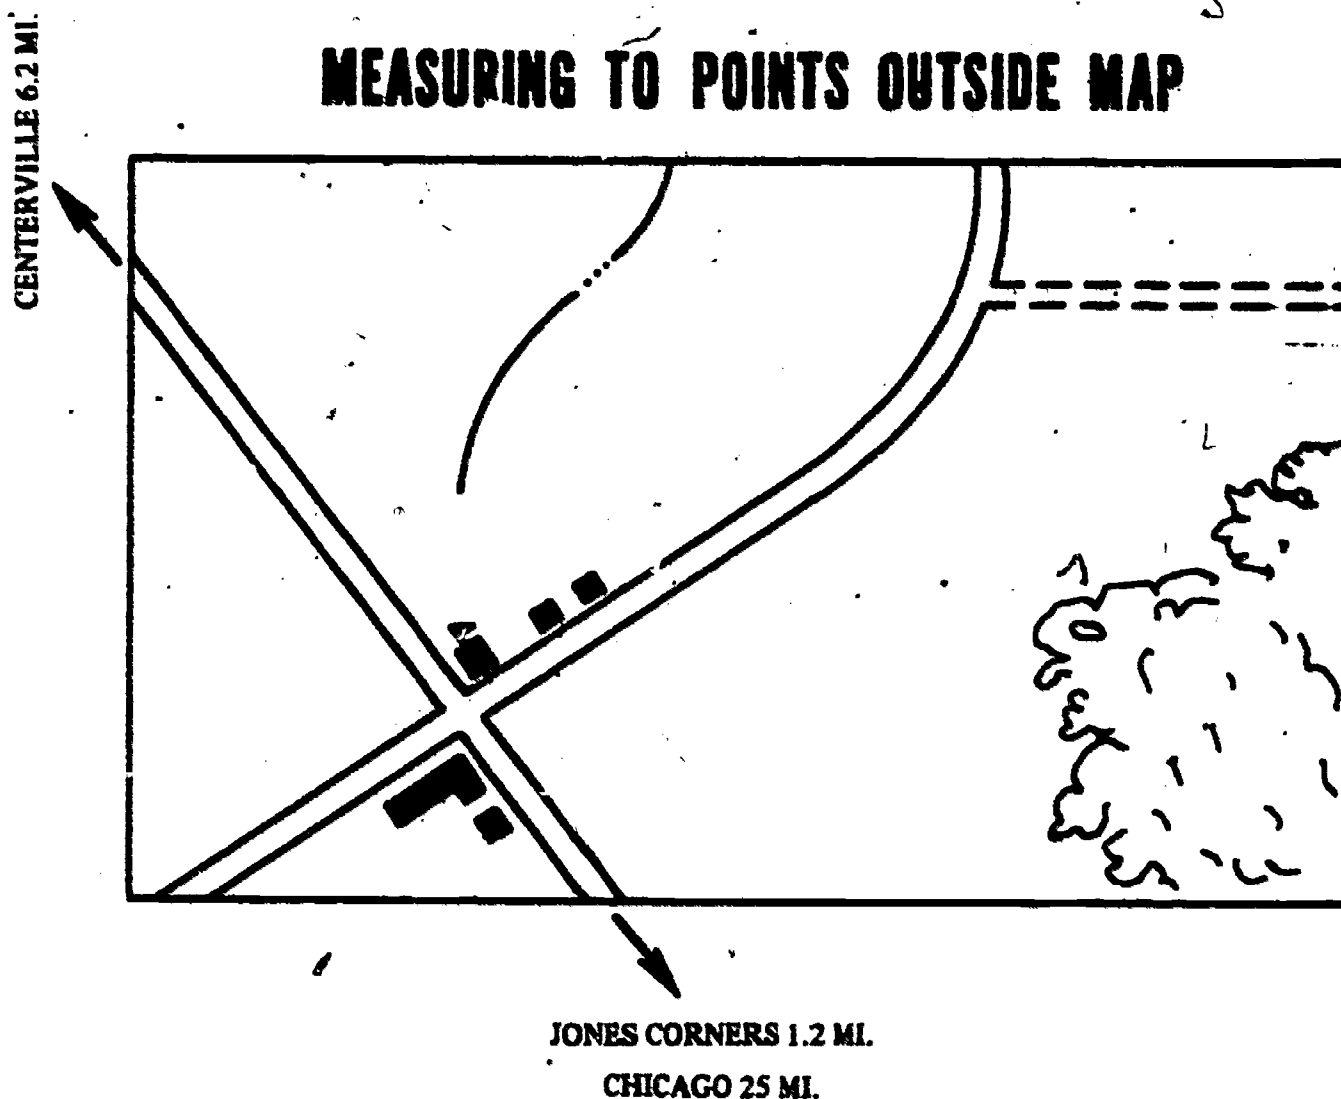 MEASURING TO POINTS OUTSIDE MAP
CENTERVILLE 6.2 MI.
JONES CORNERS 1.2 MI.
CHICAGO 25 MI.